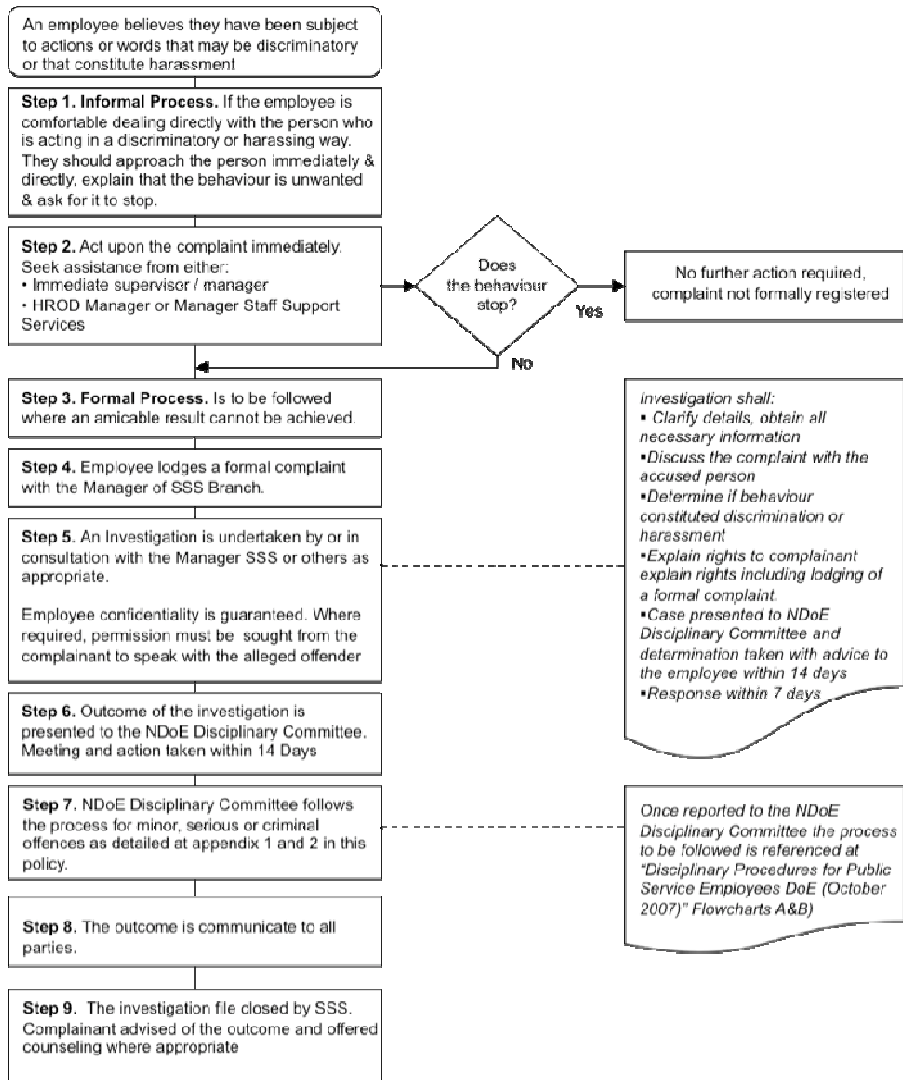 An employee believes they have been subject
to actions or words that may be discriminatory
or that constitute harassment
Step 1. Informal Process. If the employee is
comfortable dealing directly with the person who
is acting in a discriminatory or harassing way.
They should approach the person immediately &
directly, explain that the behaviour is unwanted
& ask for it to stop.
Step 2. Act upon the complaint immediately.
Seek assistance from either:
• Immediate supervisor / manager
• HROD Manager or Manager Staff Support
Services
Does
the behaviour
stop?
Yes
No
No further action required,
complaint not formally registered
Step 3. Formal Process. Is to be followed
where an amicable result cannot be achieved.
Step 4. Employee lodges a formal complaint
with the Manager of SSS Branch.
Step 5. An Investigation is undertaken by or in
consultation with the Manager SSS or others as
appropriate.
Employee confidentiality is guaranteed. Where
required, permission must be sought from the
complainant to speak with the alleged offender
Investigation shall:
▪ Clarify details, obtain all
necessary information
▪Discuss the complaint with the
accused person
▪Determine if behaviour
constituted discrimination or
harassment
▪Explain rights to complainant
explain rights including lodging of
a formal complaint.
▪Case presented to NDoE
Disciplinary Committee and
determination taken with advice to
the employee within 14 days
▪Response within 7 days
Step 6. Outcome of the investigation is
presented to the NDoE Disciplinary Committee.
Meeting and action taken within 14 Days
Step 7. NDoE Disciplinary Committee follows
the process for minor, serious or criminal
offences as detailed at appendix 1 and 2 in this
policy.
Once reported to the NDoE
Disciplinary Committee the process
to be followed is referenced at
"Disciplinary Procedures for Public
Service Employees DoE (October
2007)" Flowcharts A&B)
Step 8. The outcome is communicate to all
parties.
Step 9. The investigation file closed by SSS.
Complainant advised of the outcome and offered
counseling where appropriate